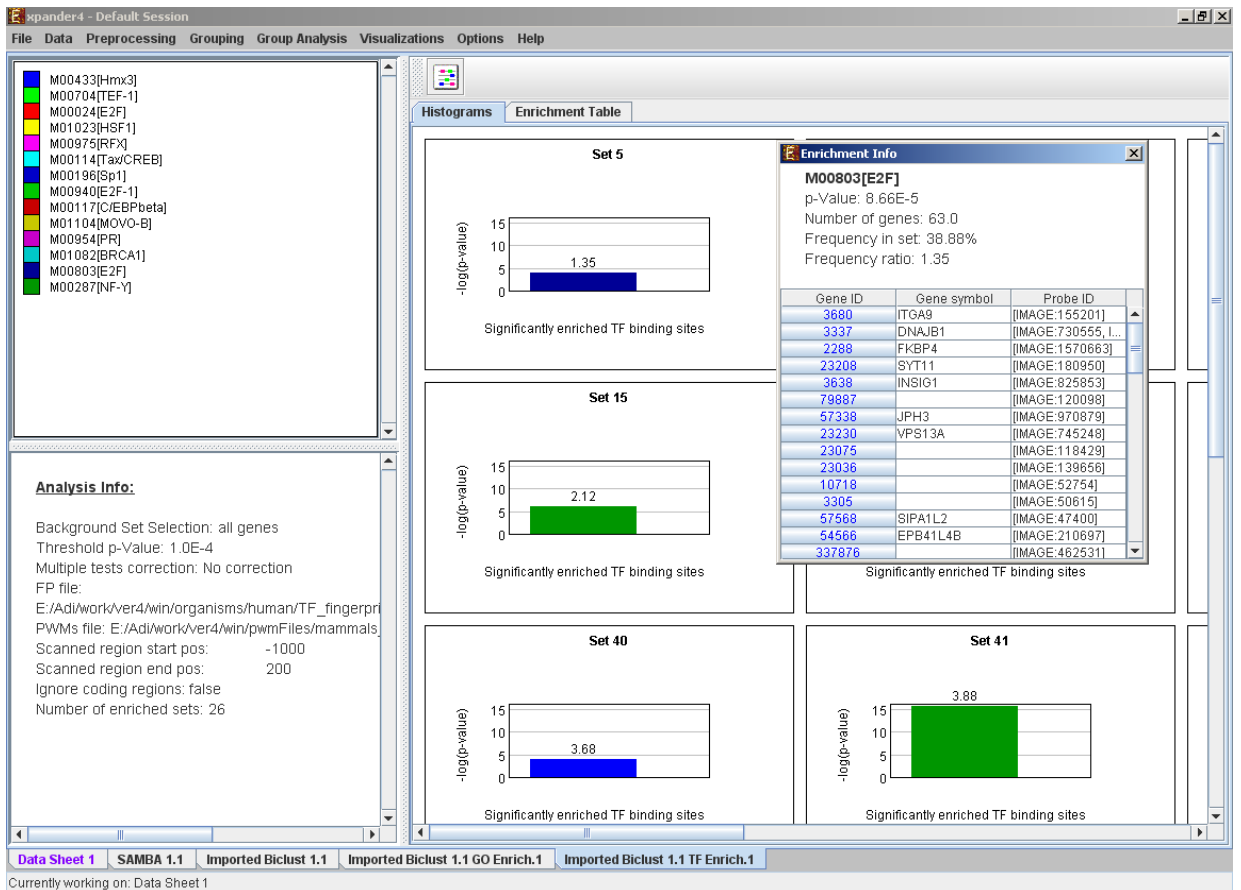 xpander4 - Default Session
File Data Preprocessing Grouping Group Analysis Visualizations Options Help
M00433[Hmx3]
M00704[TEF-1]
M00024[E2F]
M01023[HSF1]
M00975[RFX]
M00114[Tax/CREB]
M00196[Sp1]
M00940[E2F-1]
M00117[C/EBPbeta]
M01104[MOVO-B]
M00954[PR]
M01082[BRCA1]
M00803[E2F]
M00287[NF-Y]
Analysis Info:
Background Set Selection: all genes
Threshold p-Value: 1.0E-4
Multiple tests correction: No correction
FP file:
E:/Adi/work/ver4/win/organisms/human/TF_fingerpri
PWMs file: E:/Adi/work/ver4/win/pwmFiles/mammals_
Scanned region start pos: -1000
Scanned region end pos: 200
Ignore coding regions: false
Number of enriched sets: 26
Histograms Enrichment Table
Set 5
-log(p-value)
15
10
5
0
1.35
Significantly enriched TF binding sites
Set 15
-log(p-value)
15
10
5
0
2.12
Significantly enriched TF binding sites
Significantly enriched TF binding sites
Set 40
-log(p-value)
15
10
5
0
3.68
Significantly enriched TF binding sites
Set 41
-log(p-value)
15
10
5
0
3.88
Significantly enriched TF binding sites
Enrichment Info
M00803[E2F]
p-Value: 8.66E-5
Number of genes: 63.0
Frequency in set: 38.88%
Frequency ratio: 1.35
Gene ID Gene symbol Probe ID
3680 ITGA9 [IMAGE:155201]
3337 DNAJB1 [IMAGE:730555, I...
2288 FKBP4 [IMAGE:1570663]
23208 SYT11 [IMAGE:180950]
3638 INSIG1 [IMAGE:825853]
79887 [IMAGE:120098]
57338 JPH3 [IMAGE:970879]
23230 VPS13A [IMAGE:745248]
23075 [IMAGE:118429]
23036 [IMAGE:139656]
10718 [IMAGE:52754]
3305 [IMAGE:50615]
57568 SIPA1L2 [IMAGE:47400]
54566 EPB41L4B [IMAGE:210697]
337876 [IMAGE:462531]
Data Sheet 1 SAMBA 1.1 Imported Biclust 1.1 Imported Biclust 1.1 GO Enrich.1 Imported Biclust 1.1 TF Enrich.1
Currently working on: Data Sheet 1